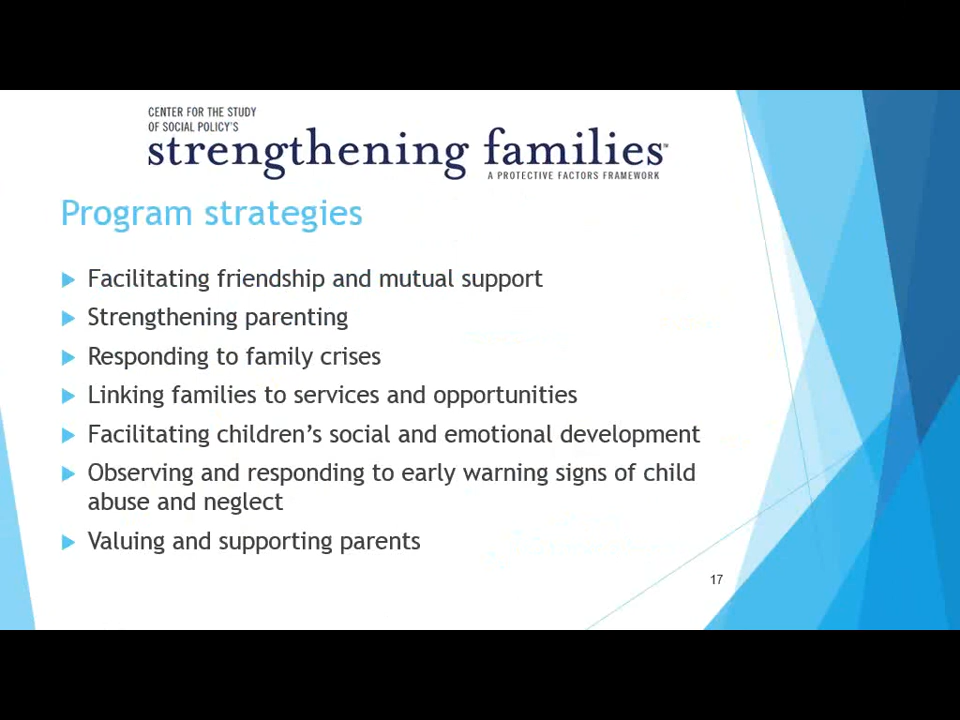 CENTER FOR THE STUDY
OF SOCIAL POLICY'S
strengthening families™
A PROTECTIVE FACTORS FRAMEWORK
Program strategies
Facilitating friendship and mutual support
Strengthening parenting
Responding to family crises
Linking families to services and opportunities
Facilitating children’s social and emotional development
Observing and responding to early warning signs of child
abuse and neglect
Valuing and supporting parents
17